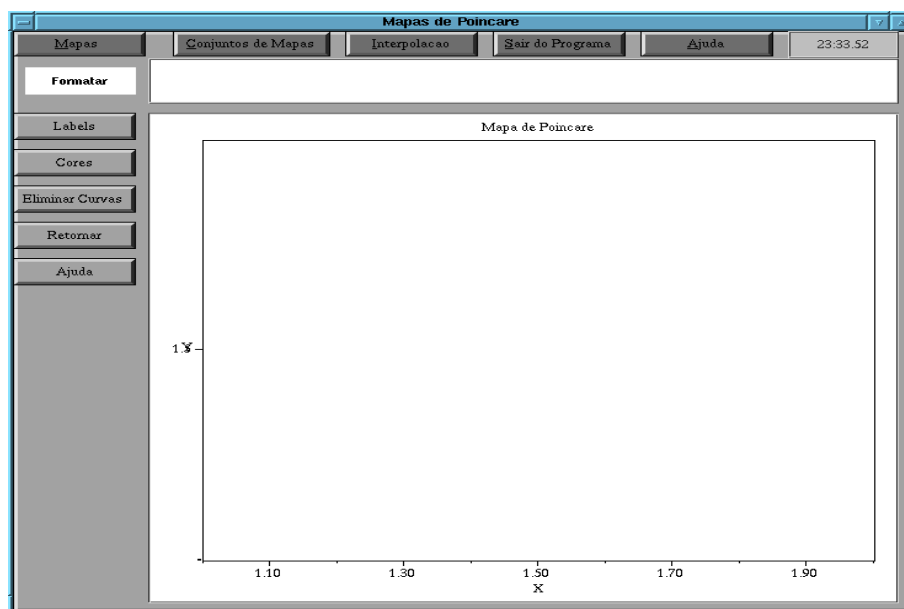 Mapas de Poincare
Mapas Conjuntos de Mapas Interpolacao Sair do Programa Ajuda 23:33.52
Formatar
Labels
Cores
Eliminar Curvas
Retornar
Ajuda
Mapa de Poincare
1.10 1.30 1.50 1.70 1.90
X